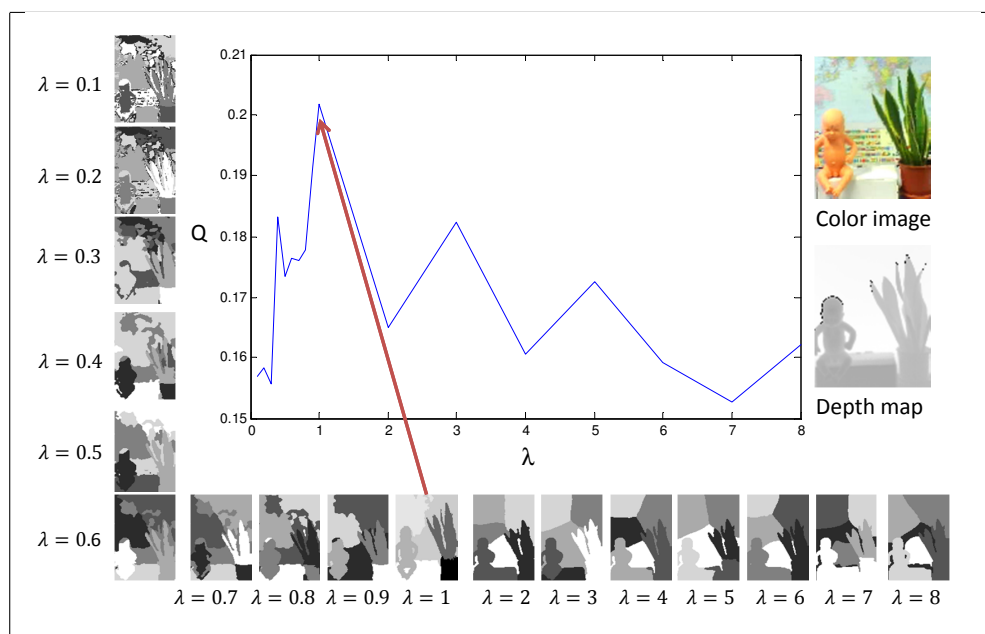 λ = 0.1
λ = 0.2
λ = 0.3
λ = 0.4
λ = 0.5
λ = 0.6
0.21
0.2
0.19
0.18
0.17
0.16
0.15
Q
0 1 2 3 4 5 6 7 8
λ
Color image
Depth map
λ = 0.7 λ = 0.8 λ = 0.9 λ = 1 λ = 2 λ = 3 λ = 4 λ = 5 λ = 6 λ = 7 λ = 8